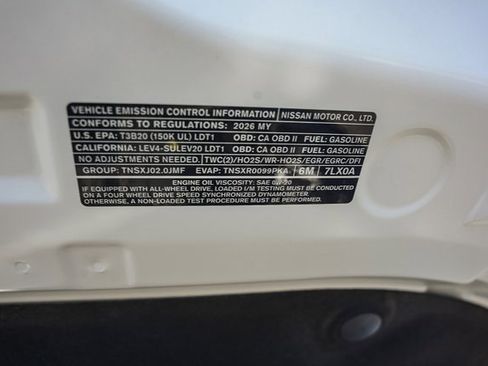 VEHICLE EMISSION CONTROL INFORMATION NISSAN MOTOR CO., LTD.
CONFORMS TO REGULATIONS: 2026 MY
U.S. EPA: T3B20 (150K UL) LDT1 OBD: CA OBD II FUEL: GASOLINE
CALIFORNIA: LEV4-SULEV20 LDT1 OBD: CA OBD II FUEL: GASOLINE
NO ADJUSTMENTS NEEDED. TWC(2)/HO2S/WR-HO2S/EGR/EGRC/DFI
GROUP: TNSXJ02.0JMF EVAP: TNSXR0099PKA 6M 7LX0A
ENGINE OIL VISCOSITY: SAE 0W-20
IF EQUIPPED WITH ALL-WHEEL DRIVE. LOADED I/M TESTING MUST BE CONDUCTED
ON A FOUR WHEEL DRIVE SYNCHRONIZED DYNAMOMETER.
OTHERWISE, A NON-LOADED TEST PROCEDURE MUST BE CONDUCTED.